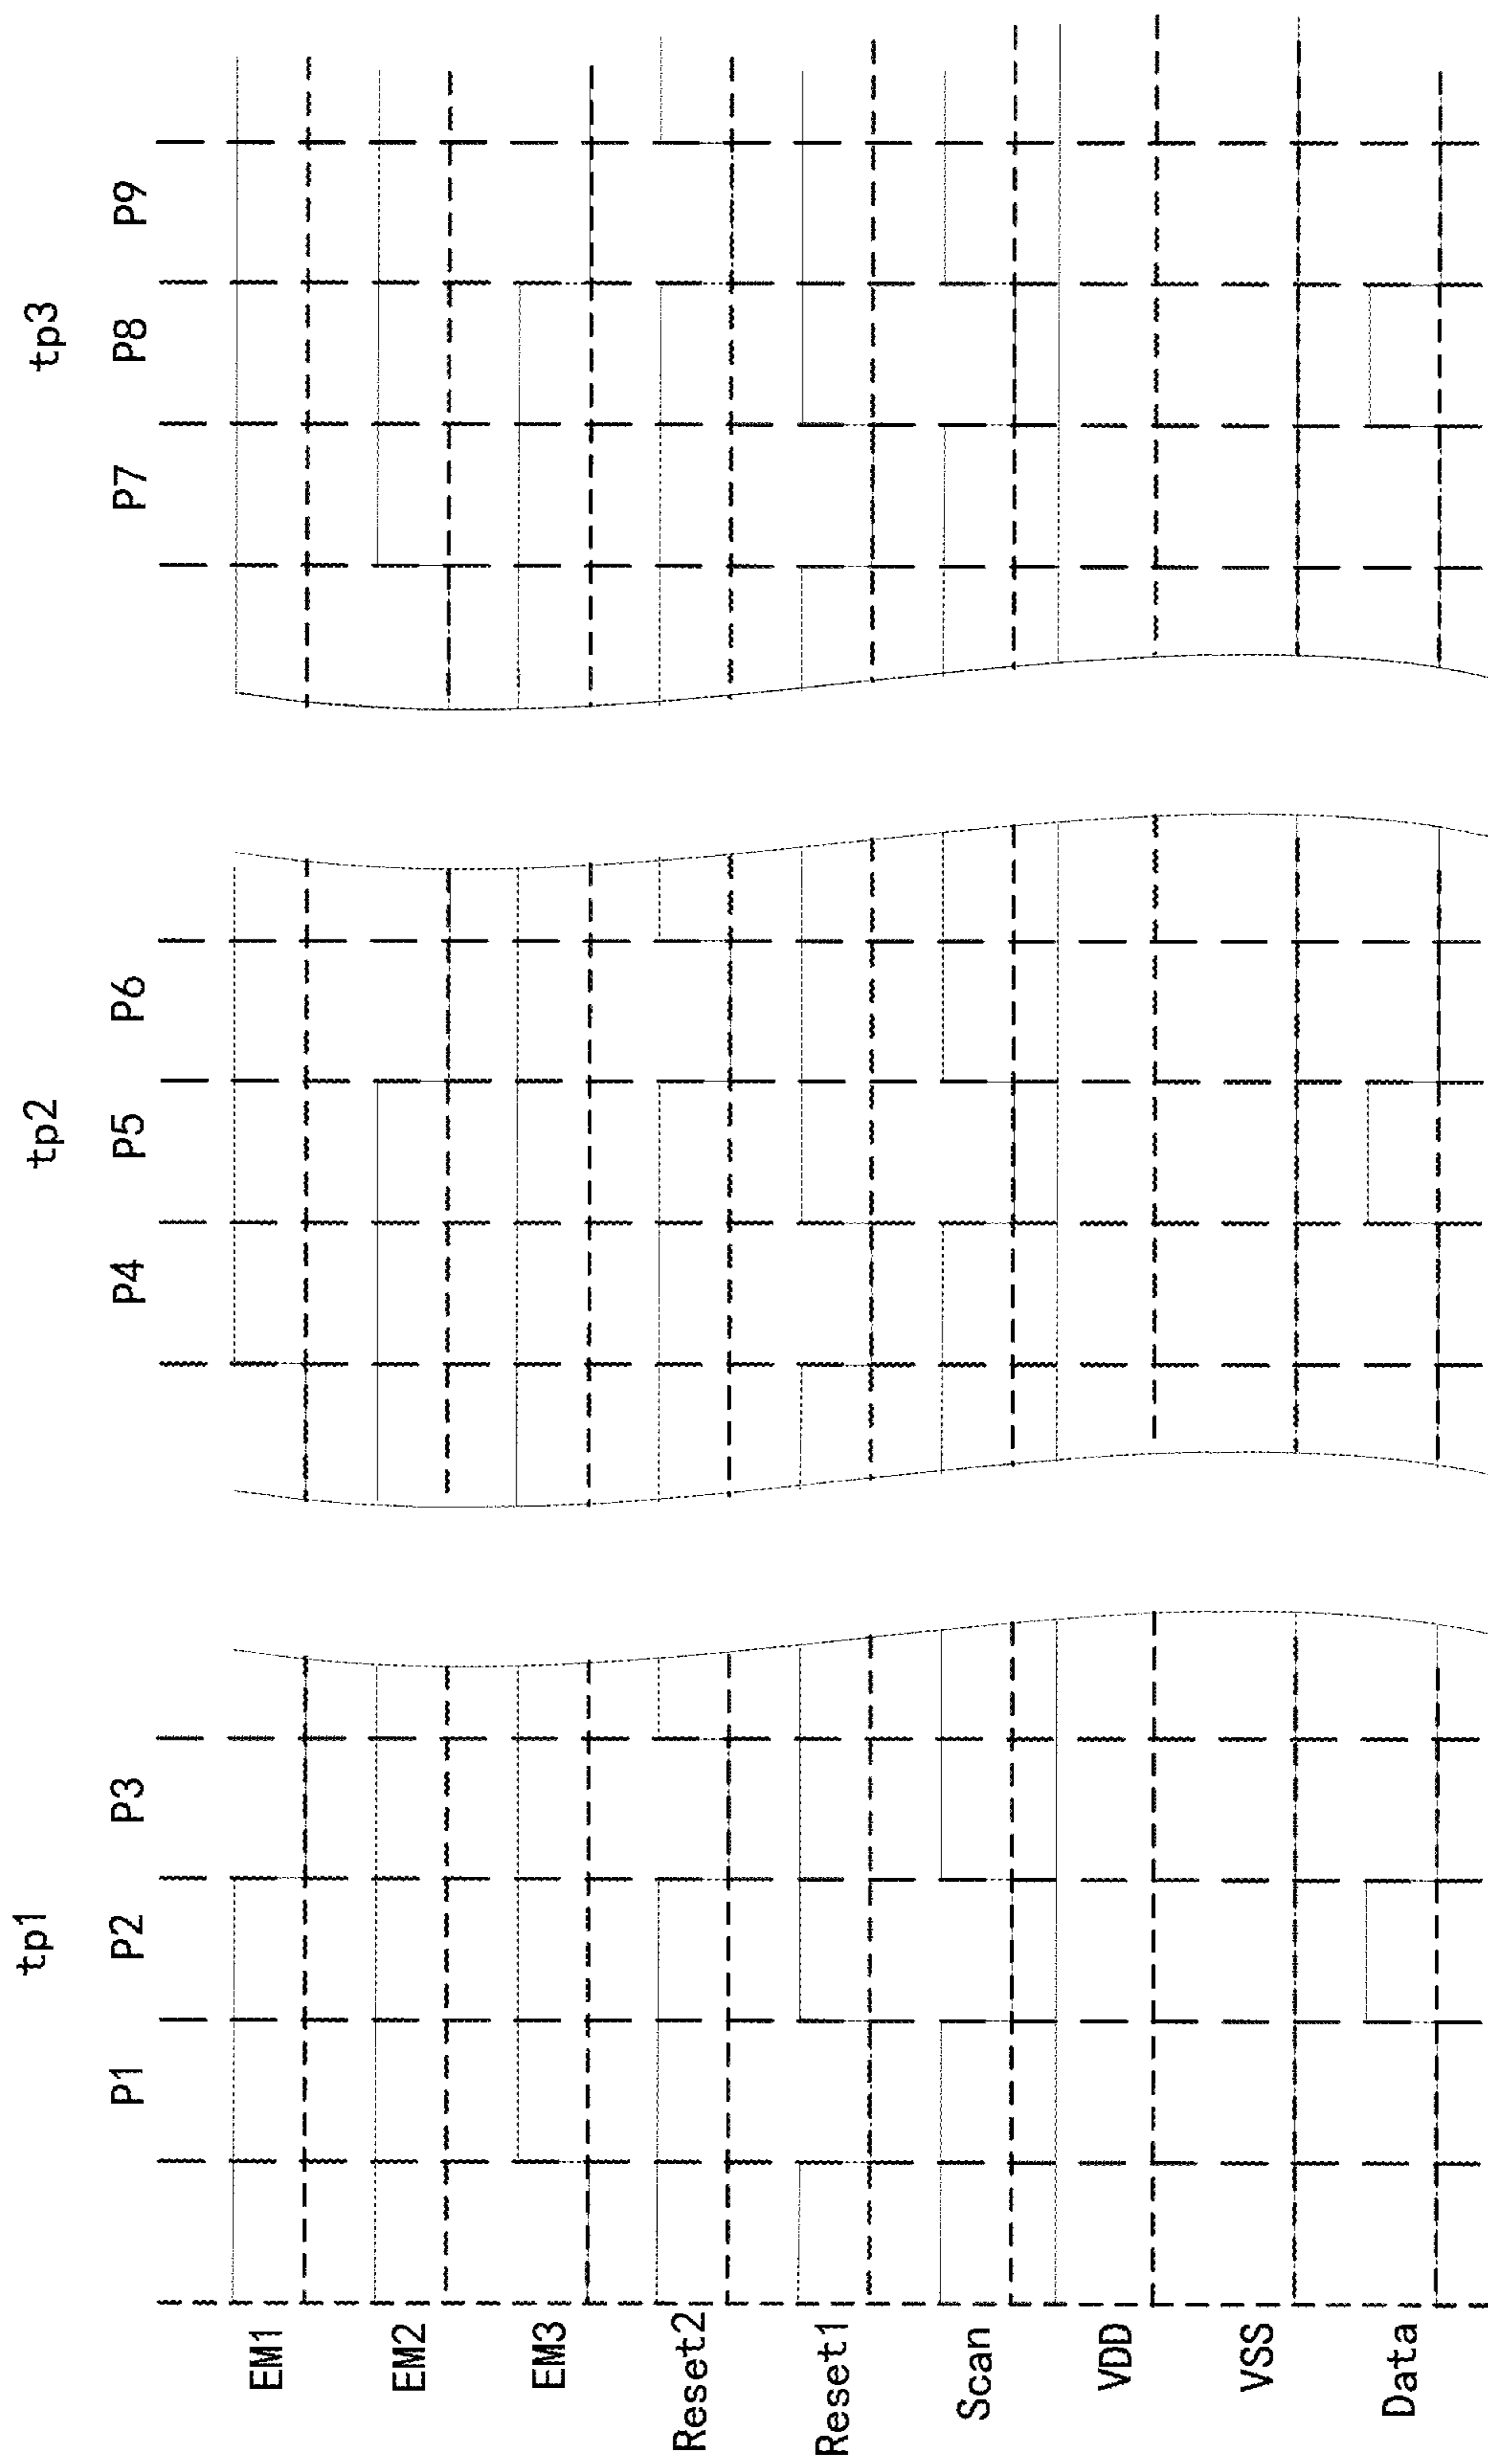 tp1 tp2 tp3
P1 P2 P3 P4 P5 P6 P7 P8 P9
EM1
EM2
EM3
Reset2
Reset1
Scan
VDD
VSS
Data